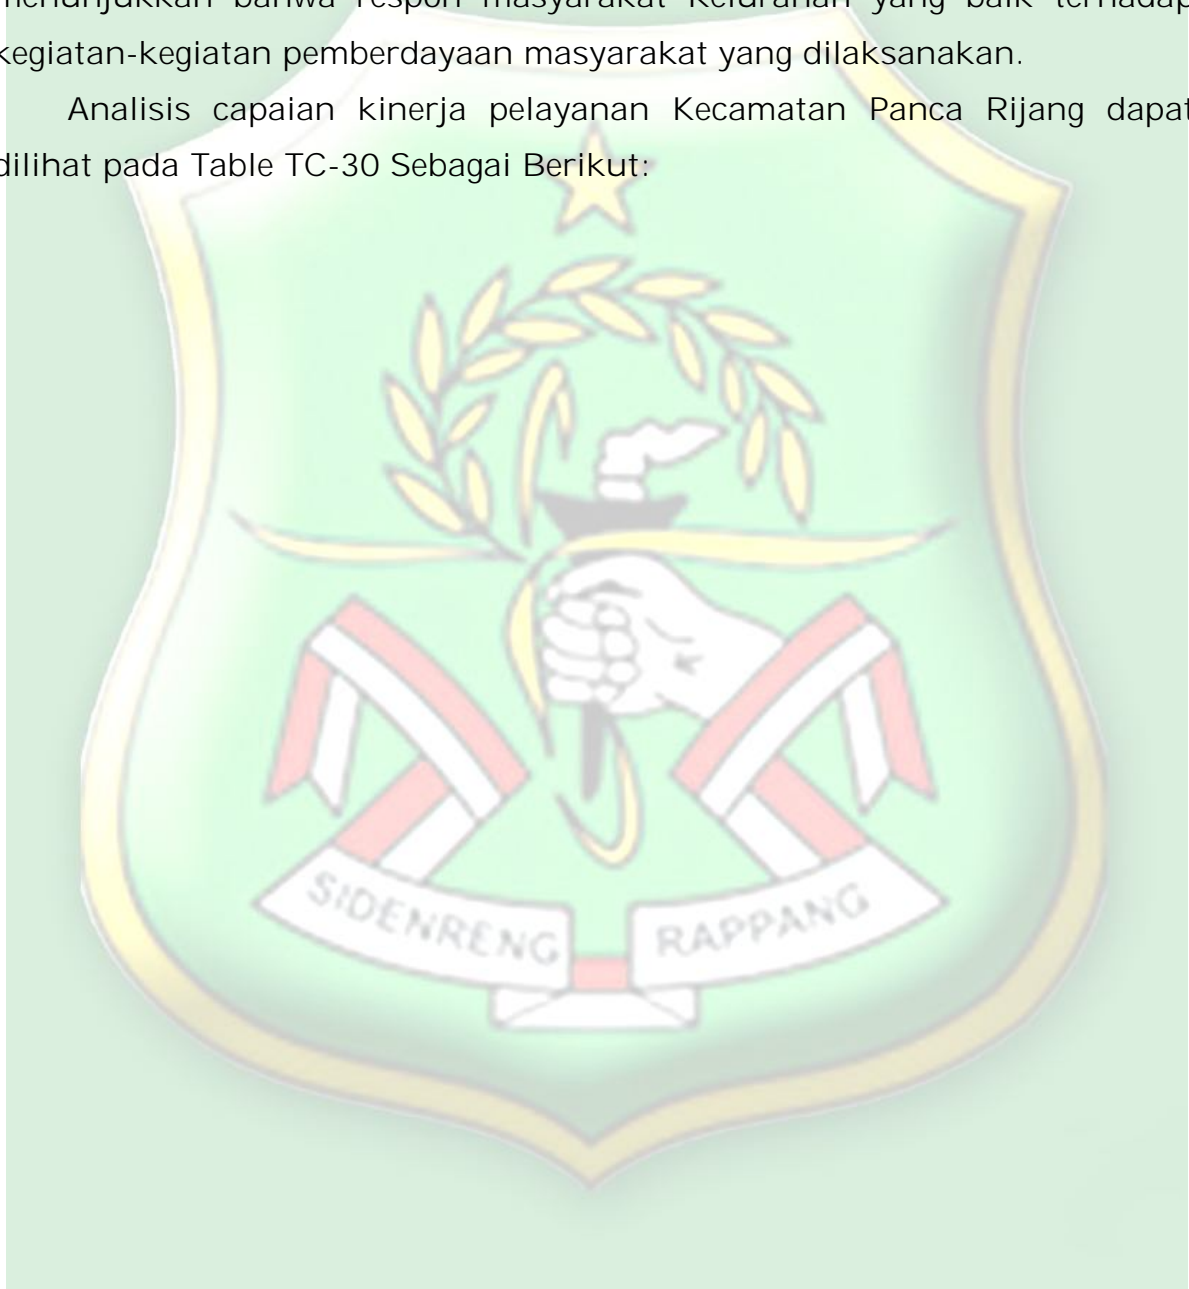 menunjukkan bahwa respon masyarakat Kelurahan yang baik terhadap
kegiatan-kegiatan pemberdayaan masyarakat yang dilaksanakan.
Analisis capaian kinerja pelayanan Kecamatan Panca Rijang dapat
dilihat pada Table TC-30 Sebagai Berikut:
SIDENRENG RAPPANG